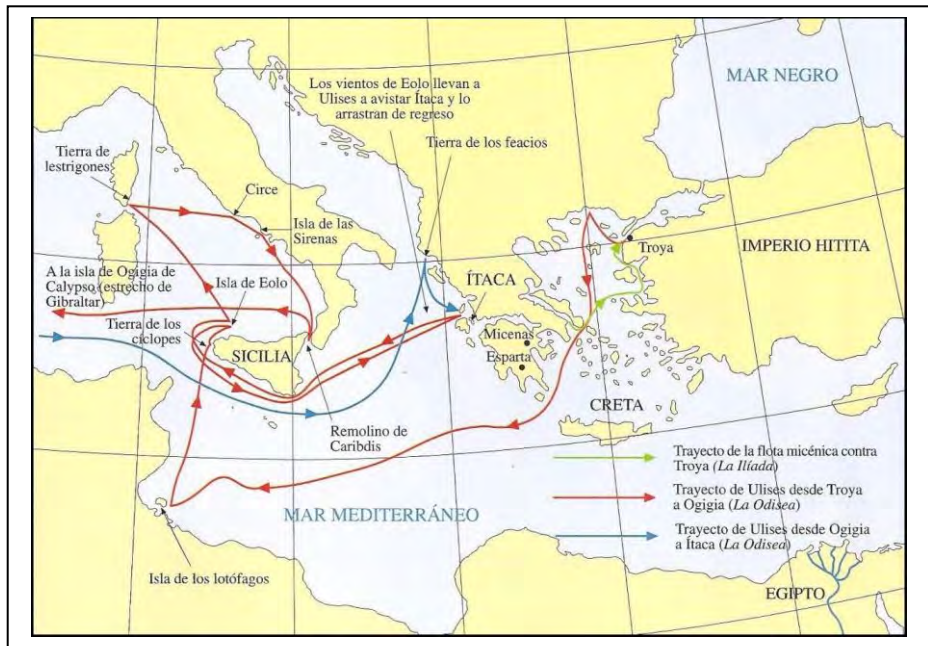 Los vientos de Eolo llevan a
Ulises a avistar Ítaca y lo
arrastran de regreso
MAR NEGRO
Tierra de los feacios
Tierra de
lestrigones
Circe
Isla de las
Sirenas
Troya
IMPERIO HITITA
A la isla de Ogigia de
Calypso (estrecho de
Gibraltar)
Isla de Eolo
ÍTACA
Tierra de los
cíclopes
SICILIA
Micenas
Esparta
CRETA
Remolino de
Caribdis
Trayecto de la flota micénica contra
Troya (La Ilíada)
Trayecto de Ulises desde Troya
a Ogigia (La Odisea)
Trayecto de Ulises desde Ogigia
a Ítaca (La Odisea)
MAR MEDITERRÁNEO
Isla de los lotófagos
EGIPTO